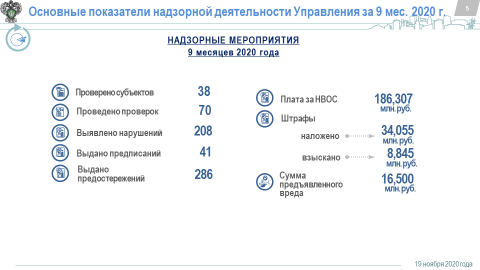 Основные показатели надзорной деятельности Управления за 9 мес. 2020 г.
5
НАДЗОРНЫЕ МЕРОПРИЯТИЯ
9 месяцев 2020 года
Проверено субъектов 38
Проведено проверок 70
Выявлено нарушений 208
Выдано предписаний 41
Выдано
предостережений 286
Плата за НВОС 186,307
млн.руб.
Штрафы
наложено 34,055
млн.руб.
взыскано 8,845
млн.руб.
Сумма
предъявленного
вреда
16,500
млн.руб.
19 ноября 2020 года